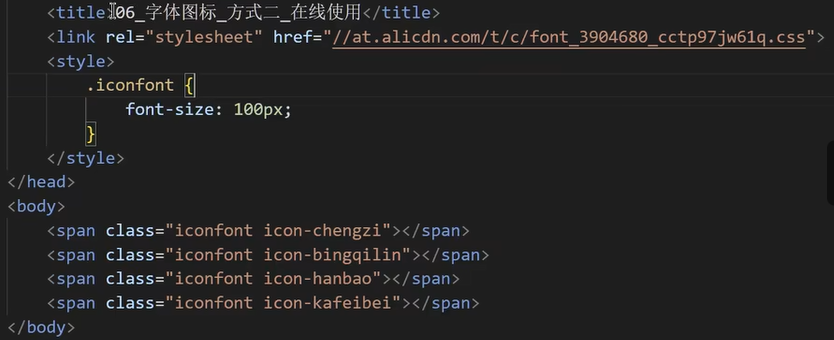 <title>06_字体图标_方式二_在线使用</title>
<link rel="stylesheet" href="//at.alicdn.com/t/c/font_3904680_cctp97jw61q.css">
<style>
.iconfont {
font-size: 100px;
}
</style>
</head>
<body>
<span class="iconfont icon-chengzi"></span>
<span class="iconfont icon-bingqilin"></span>
<span class="iconfont icon-hanbao"></span>
<span class="iconfont icon-kafeibei"></span>
</body>